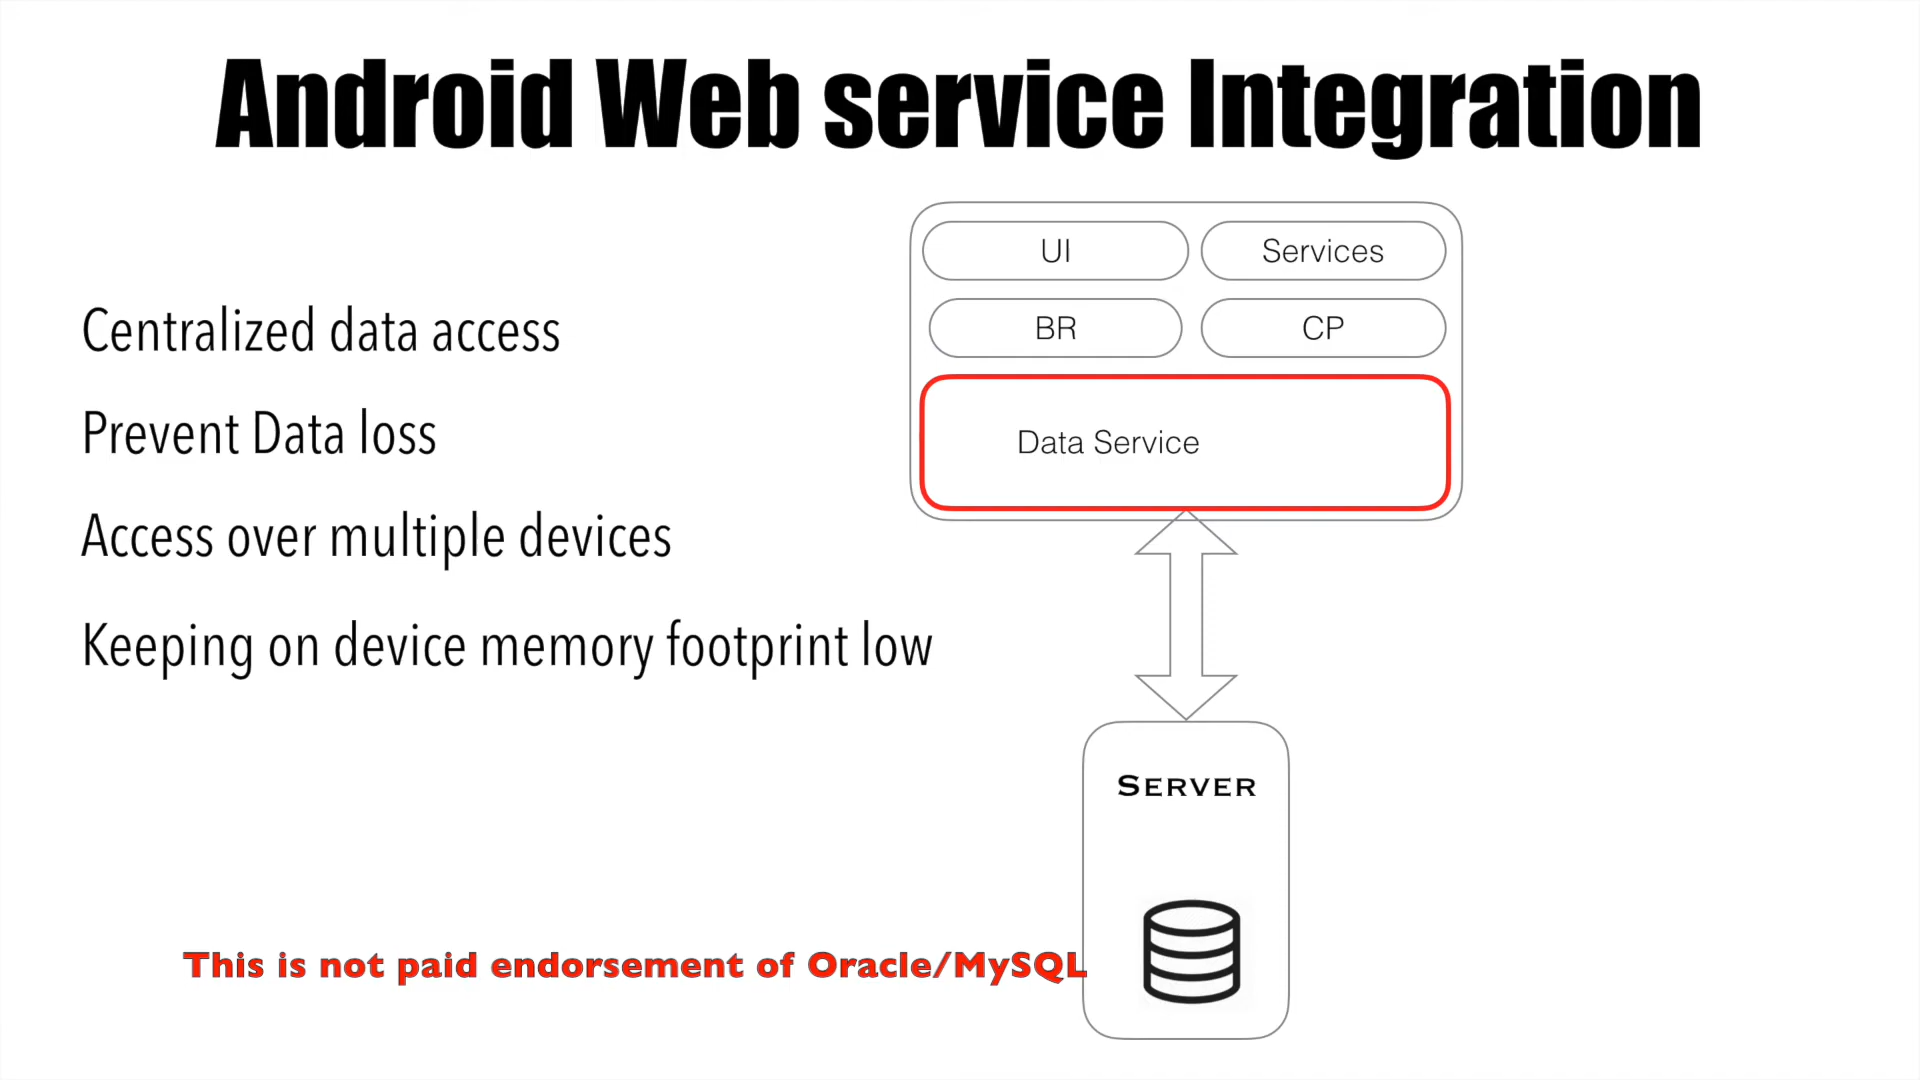 Android Web service Integration
UI
Services
BR
CP
Data Service
Centralized data access
Prevent Data loss
Access over multiple devices
Keeping on device memory footprint low
SERVER
This is not paid endorsement of Oracle/MySQL